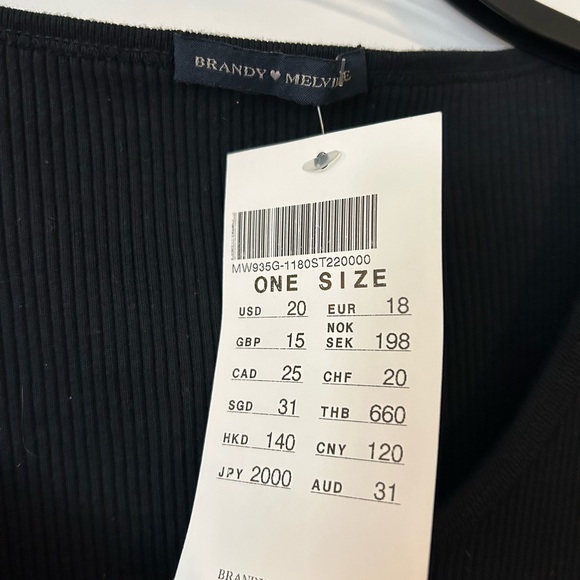 BRANDY♥MELVILLE
MW935G-1180ST220000
ONE SIZE
USD 20 EUR 18
GBP 15 NOK SEK 198
CAD 25 CHF 20
SGD 31 THB 660
HKD 140 CNY 120
JPY 2000 AUD 31
BRANDY